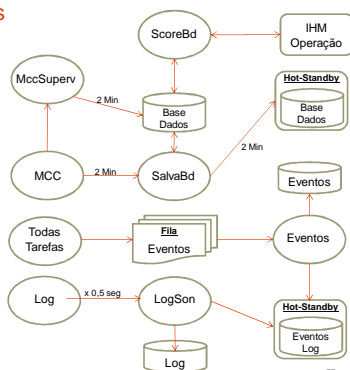 s
ScoreBd
IHM
Operação
MccSuperv
2 Min
Base
Dados
Hot-Standby
Base
Dados
MCC
2 Min
SalvaBd
2 Min
Eventos
Todas
Tarefas
Fila
Eventos
Eventos
Log
x 0,5 seg
LogSon
Hot-Standby
Eventos
Log
Log